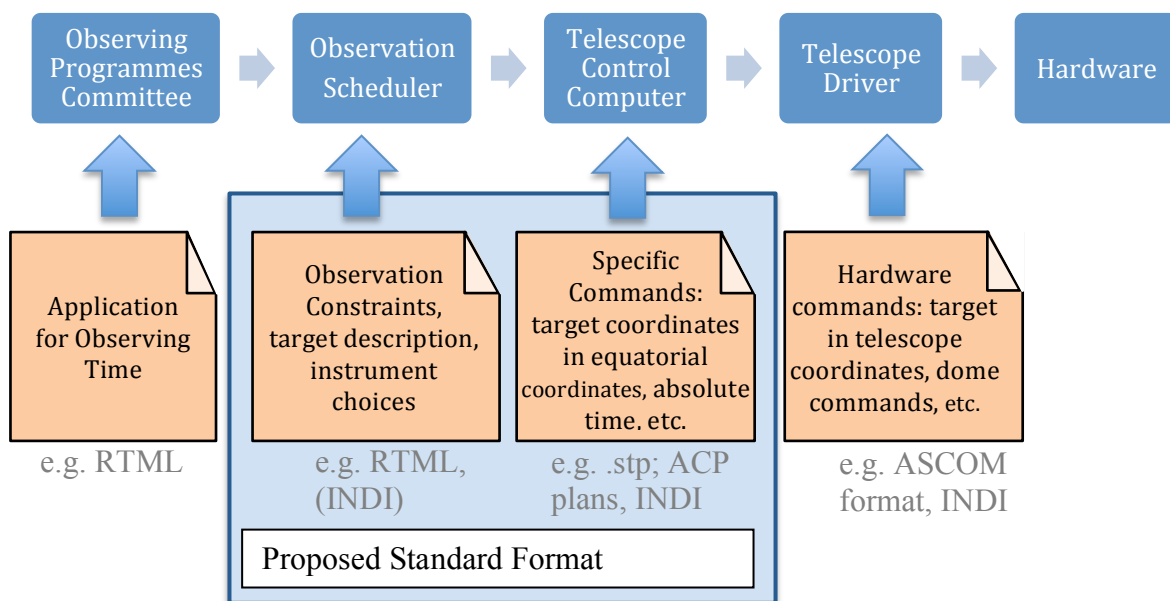 Observing
Programmes
Committee
Observation
Scheduler
Telescope
Control
Computer
Telescope
Driver
Hardware
Application
for Observing
Time
Observation
Constraints,
target description,
instrument
choices
Specific
Commands:
target coordinates
in equatorial
coordinates, absolute
time, etc.
Hardware
commands: target
in telescope
coordinates, dome
commands, etc.
e.g. RTML
e.g. RTML,
(INDI)
e.g. .stp; ACP
plans, INDI
e.g. ASCOM
format, INDI
Proposed Standard Format